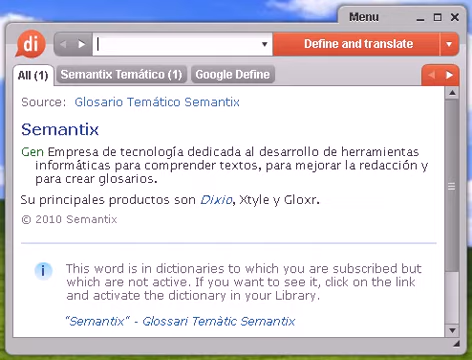 Menu
di
Define and translate
All (1)
Semantix Temático (1)
Google Define
Source: Glosario Temático Semantix
Semantix
Gen Empresa de tecnología dedicada al desarrollo de herramientas
informáticas para comprender textos, para mejorar la redacción y
para crear glosarios.
Su principales productos son Dixio, Xtyle y Gloxr.
© 2010 Semantix
i
This word is in dictionaries to which you are subscribed but
which are not active. If you want to see it, click on the link
and activate the dictionary in your Library.
"Semantix" - Glossari Temàtic Semantix